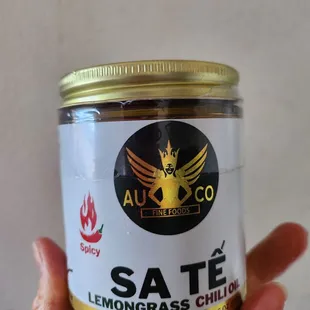 AU CO
FINE FOODS
Spicy
SA TẾ
LEMONGRASS CHILI OIL